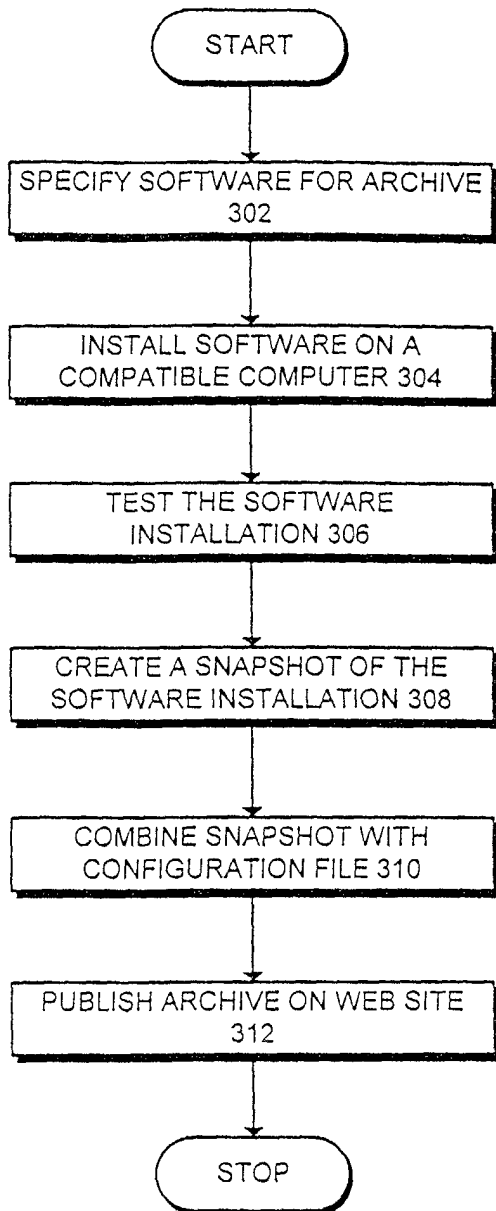 START
SPECIFY SOFTWARE FOR ARCHIVE
302
INSTALL SOFTWARE ON A
COMPATIBLE COMPUTER 304
TEST THE SOFTWARE
INSTALLATION 306
CREATE A SNAPSHOT OF THE
SOFTWARE INSTALLATION 308
COMBINE SNAPSHOT WITH
CONFIGURATION FILE 310
PUBLISH ARCHIVE ON WEB SITE
312
STOP